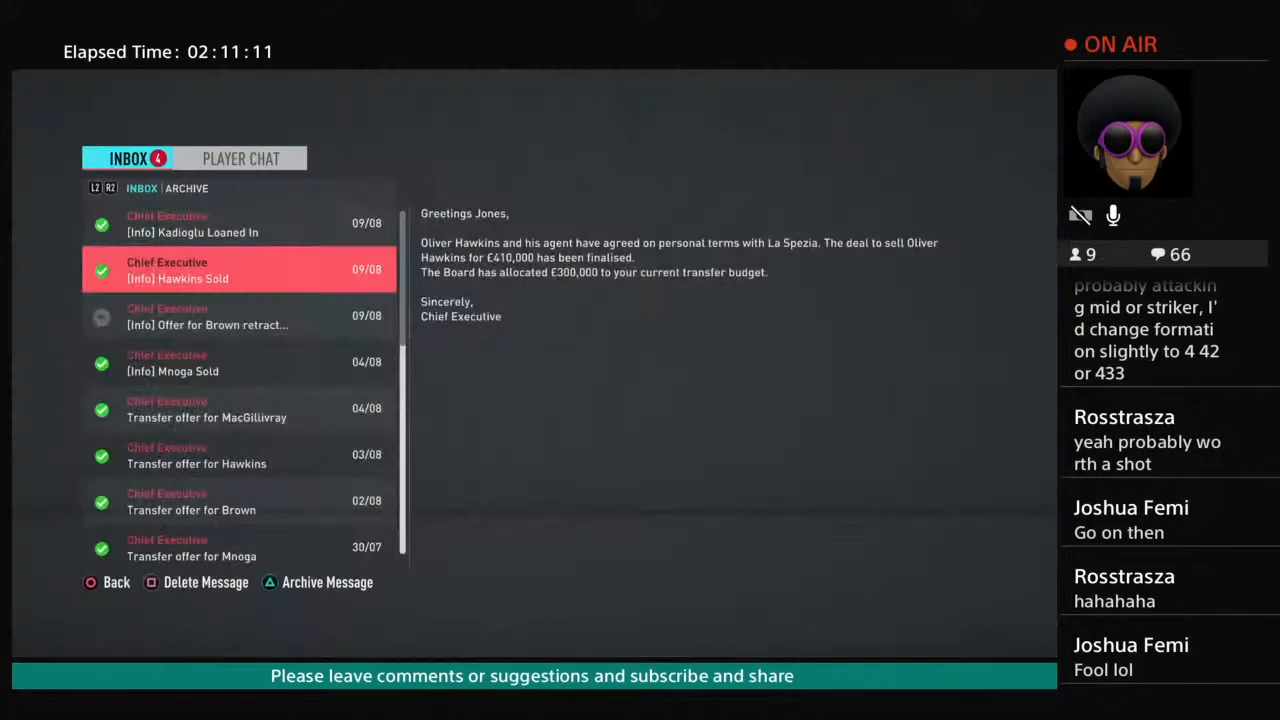 Elapsed Time: 02:11:11
ON AIR
INBOX 4
PLAYER CHAT
L2 R2 INBOX | ARCHIVE
Chief Executive
[Info] Kadioglu Loaned In
09/08
Chief Executive
[Info] Hawkins Sold
09/08
Chief Executive
[Info] Offer for Brown retract...
09/08
Chief Executive
[Info] Mnoga Sold
04/08
Chief Executive
Transfer offer for MacGillivray
04/08
Chief Executive
Transfer offer for Hawkins
03/08
Chief Executive
Transfer offer for Brown
02/08
Chief Executive
Transfer offer for Mnoga
30/07
Back Delete Message Archive Message
Greetings Jones,
Oliver Hawkins and his agent have agreed on personal terms with La Spezia. The deal to sell Oliver
Hawkins for £410,000 has been finalised.
The Board has allocated £300,000 to your current transfer budget.
Sincerely,
Chief Executive
9 66
probably attackin
g mid or striker, I'
d change formati
on slightly to 4 42
or 433
Rosstrasza
yeah probably wo
rth a shot
Joshua Femi
Go on then
Rosstrasza
hahahaha
Joshua Femi
Fool lol
Please leave comments or suggestions and subscribe and share